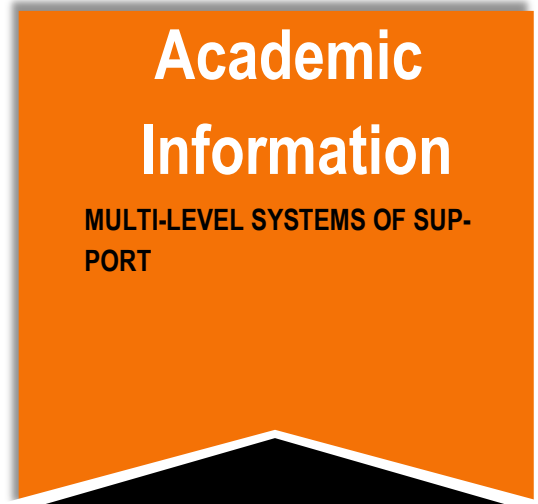 Academic
Information
MULTI-LEVEL SYSTEMS OF SUP-
PORT